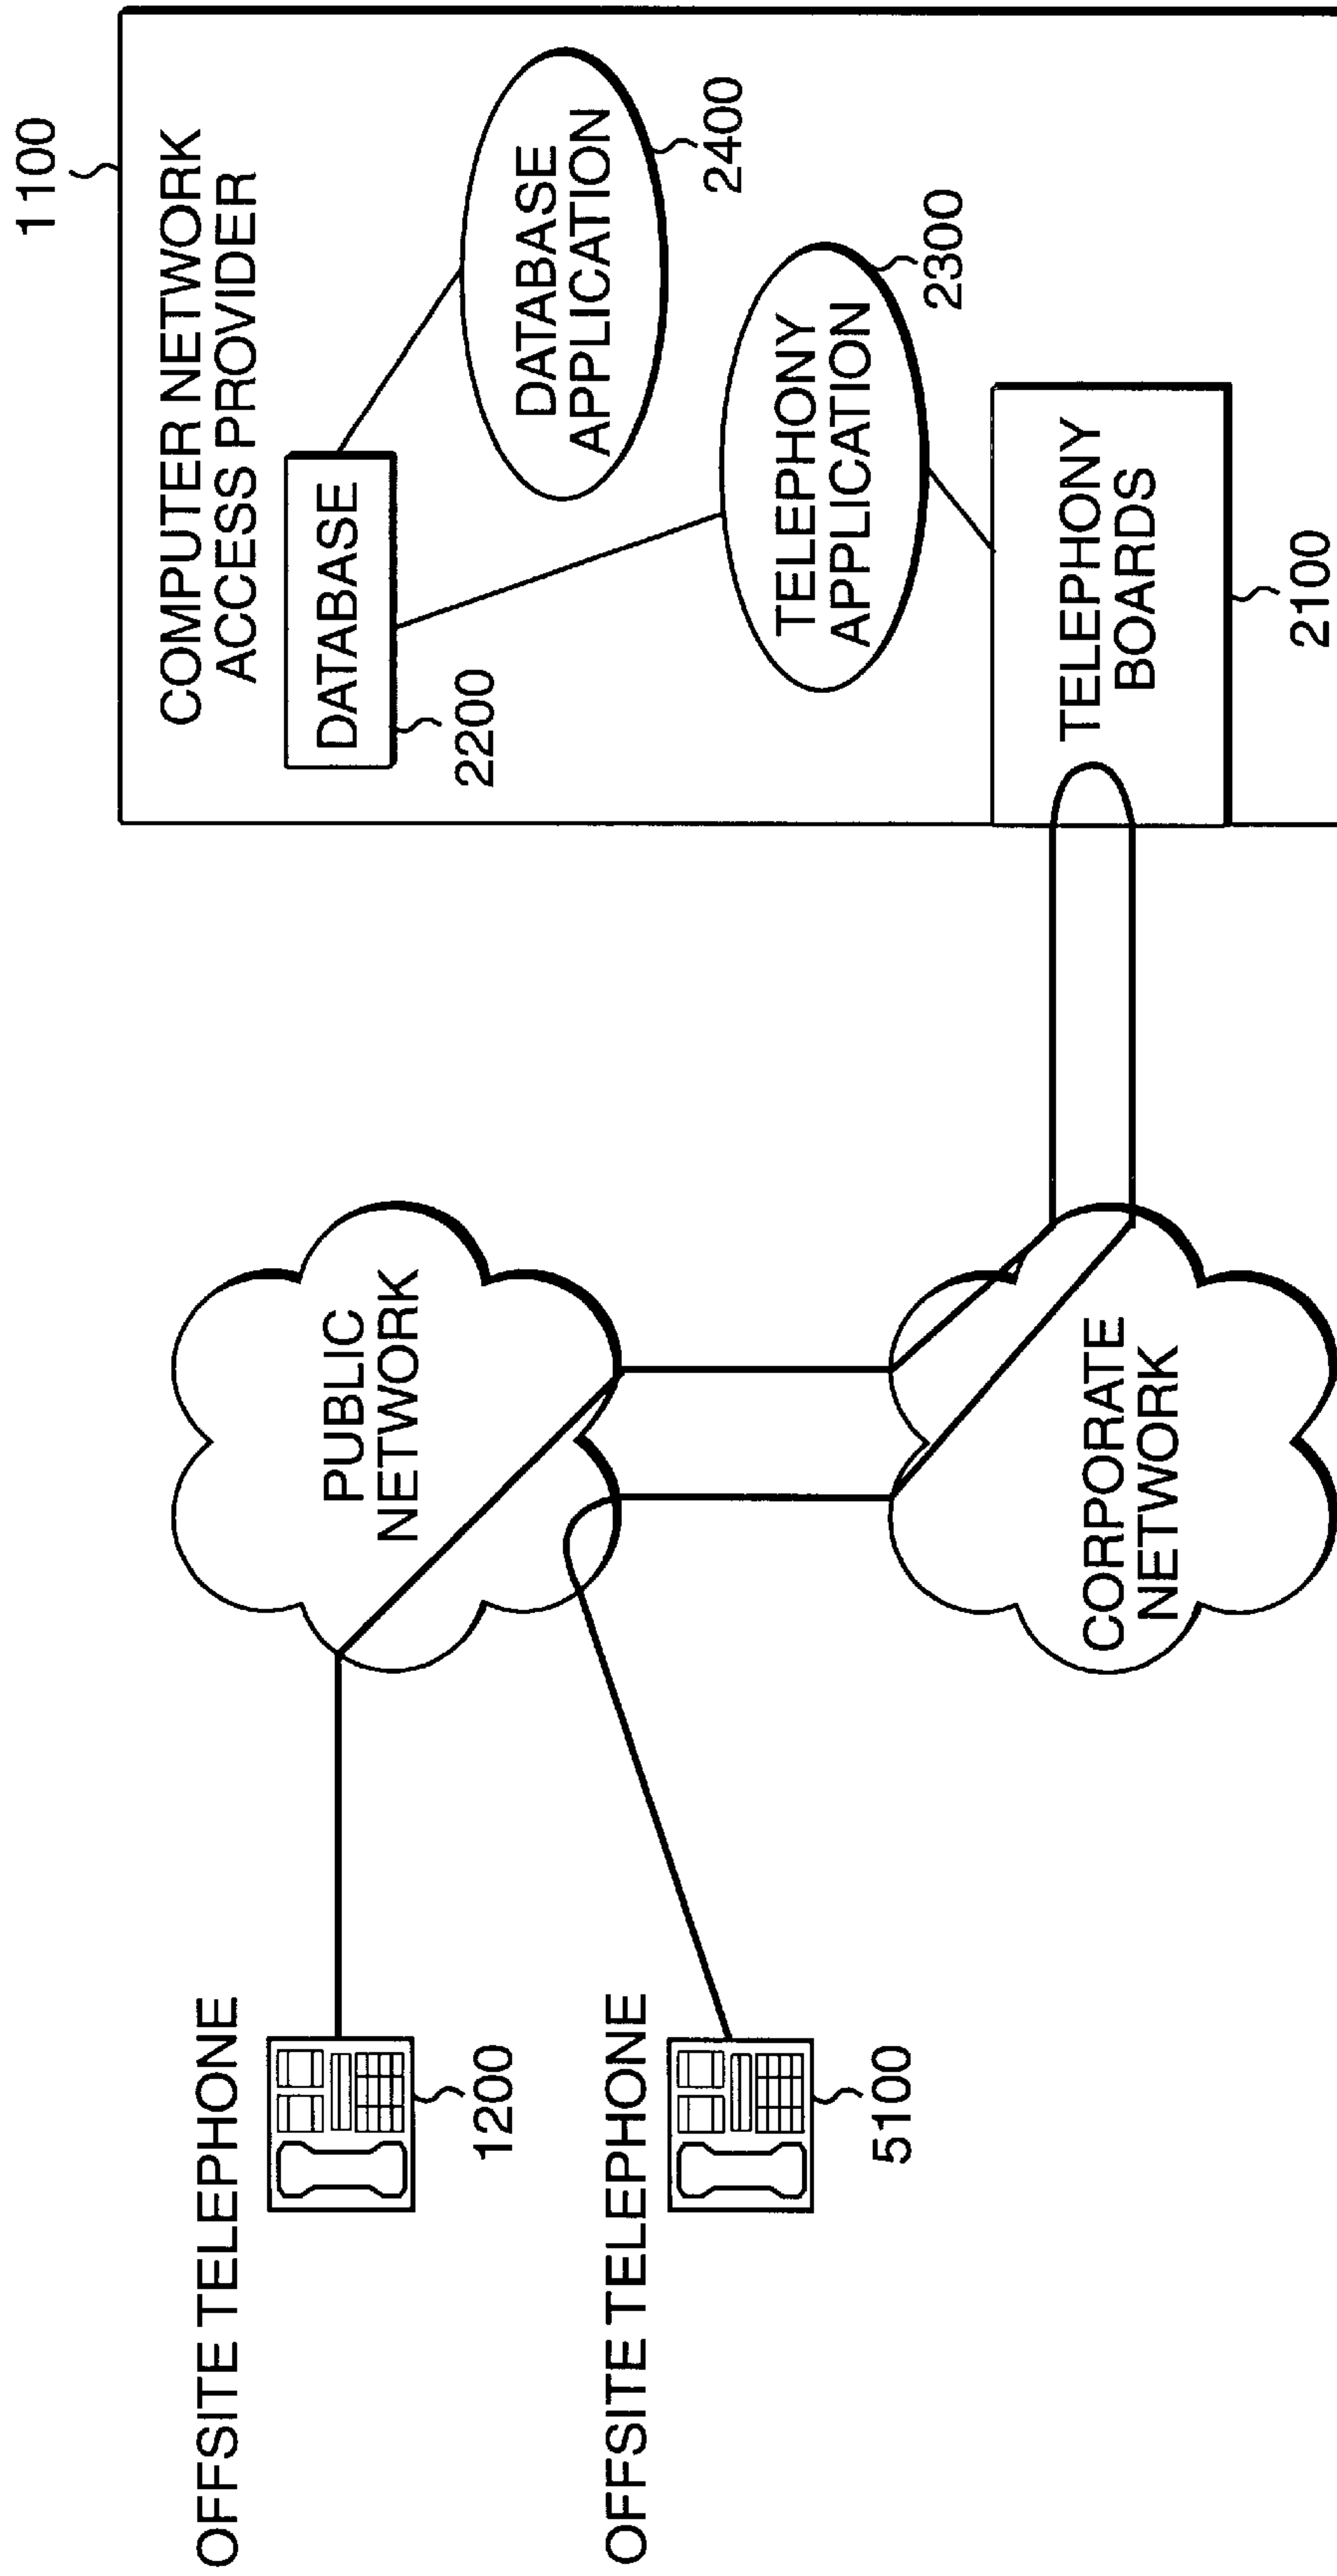 1100
COMPUTER NETWORK
ACCESS PROVIDER
DATABASE
2200
DATABASE
APPLICATION
2400
TELEPHONY
APPLICATION
2300
TELEPHONY
BOARDS
2100
PUBLIC
NETWORK
CORPORATE
NETWORK
OFFSITE TELEPHONE
1200
OFFSITE TELEPHONE
5100